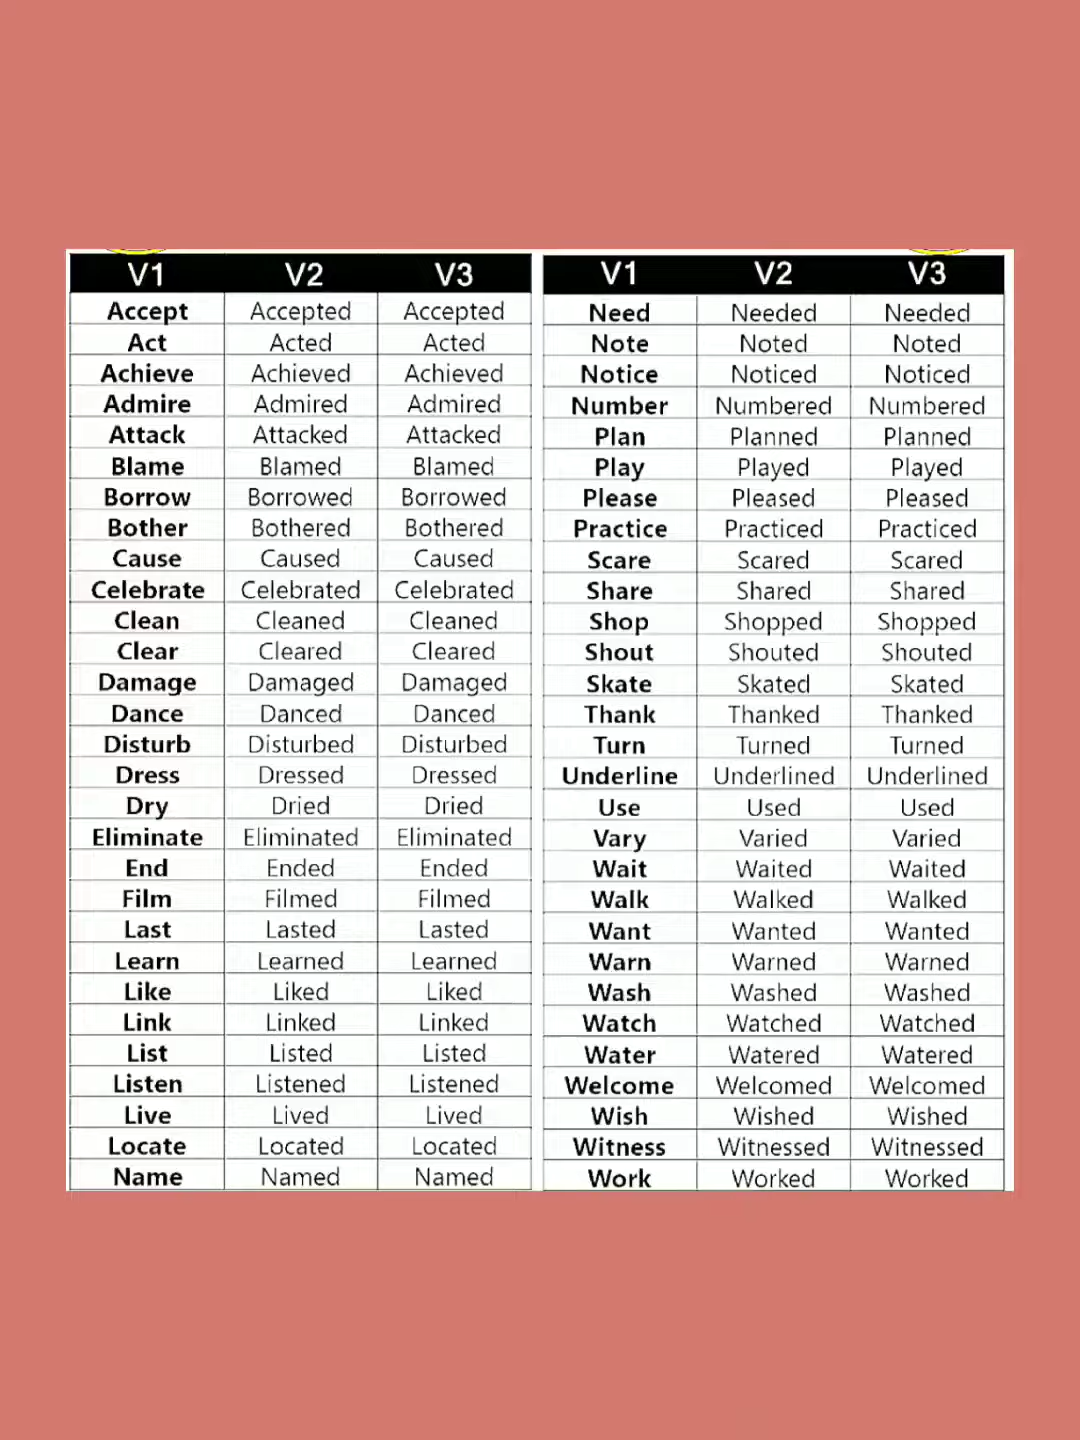 V1 V2 V3
Accept Accepted Accepted
Act Acted Acted
Achieve Achieved Achieved
Admire Admired Admired
Attack Attacked Attacked
Blame Blamed Blamed
Borrow Borrowed Borrowed
Bother Bothered Bothered
Cause Caused Caused
Celebrate Celebrated Celebrated
Clean Cleaned Cleaned
Clear Cleared Cleared
Damage Damaged Damaged
Dance Danced Danced
Disturb Disturbed Disturbed
Dress Dressed Dressed
Dry Dried Dried
Eliminate Eliminated Eliminated
End Ended Ended
Film Filmed Filmed
Last Lasted Lasted
Learn Learned Learned
Like Liked Liked
Link Linked Linked
List Listed Listed
Listen Listened Listened
Live Lived Lived
Locate Located Located
Name Named Named
V1 V2 V3
Need Needed Needed
Note Noted Noted
Notice Noticed Noticed
Number Numbered Numbered
Plan Planned Planned
Play Played Played
Please Pleased Pleased
Practice Practiced Practiced
Scare Scared Scared
Share Shared Shared
Shop Shopped Shopped
Shout Shouted Shouted
Skate Skated Skated
Thank Thanked Thanked
Turn Turned Turned
Underline Underlined Underlined
Use Used Used
Vary Varied Varied
Wait Waited Waited
Walk Walked Walked
Want Wanted Wanted
Warn Warned Warned
Wash Washed Washed
Watch Watched Watched
Water Watered Watered
Welcome Welcomed Welcomed
Wish Wished Wished
Witness Witnessed Witnessed
Work Worked Worked